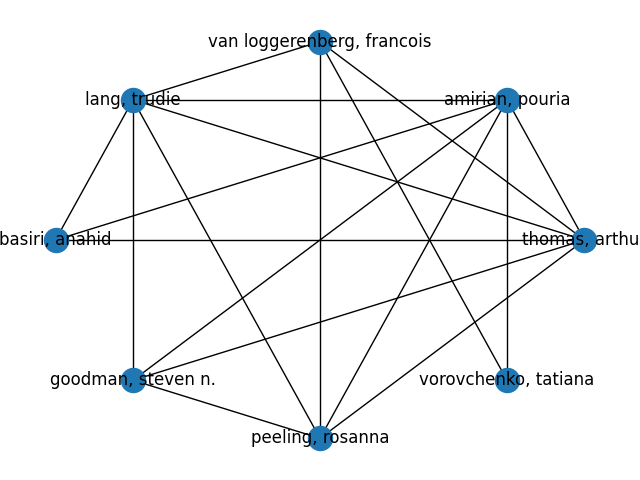 van loggerenberg, francois
lang, trudie
amirian, pouria
basiri, anahid
thomas, arthu
goodman, steven n.
vorovchenko, tatiana
peeling, rosanna